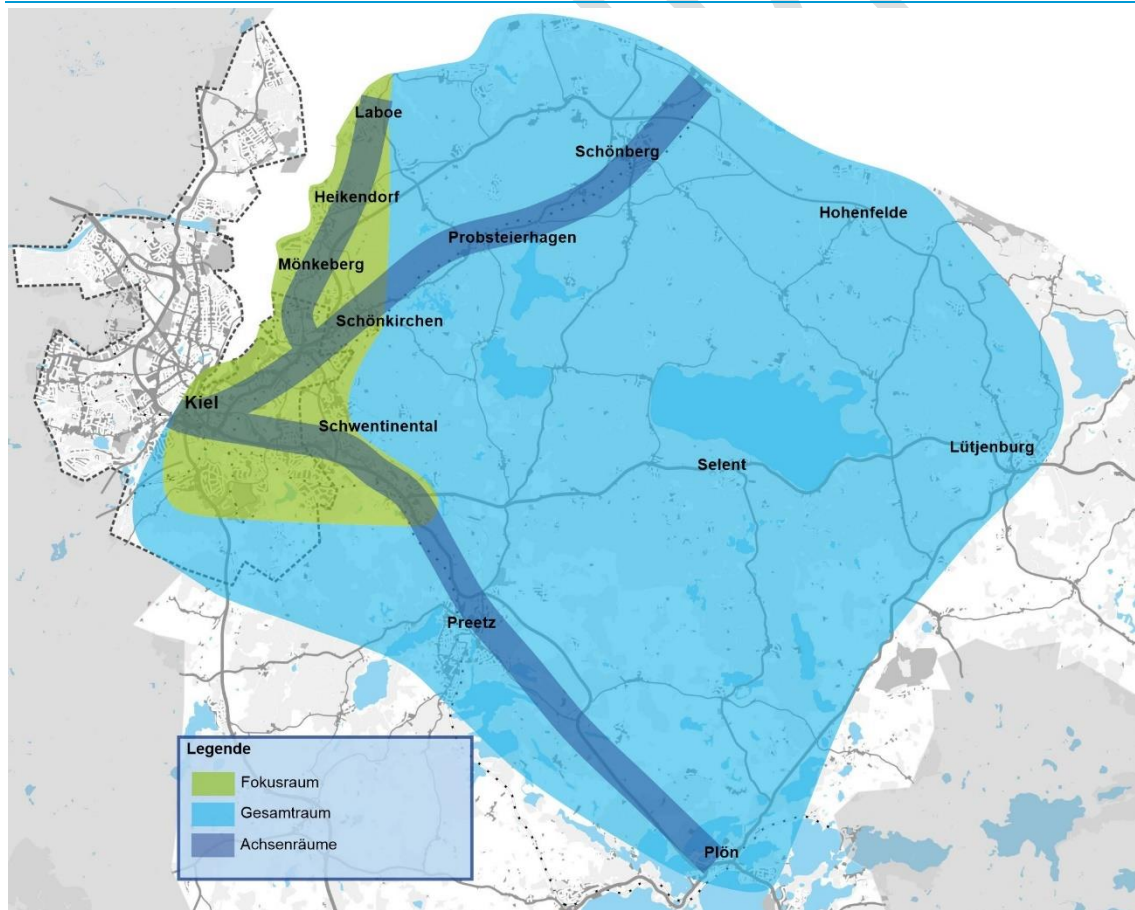 Laboe
Schönberg
Heikendorf
Hohenfelde
Probsteierhagen
Mönkeberg
Schönkirchen
Kiel
Schwentinental
Lütjenburg
Selent
Preetz
Legende
Fokusraum
Gesamtraum
Achsenräume
Plön